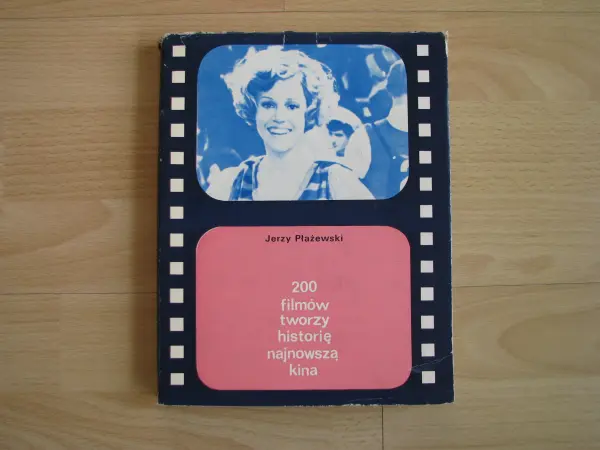 Jerzy Płażewski
200
filmów
tworzy
historię
najnowszą
kina